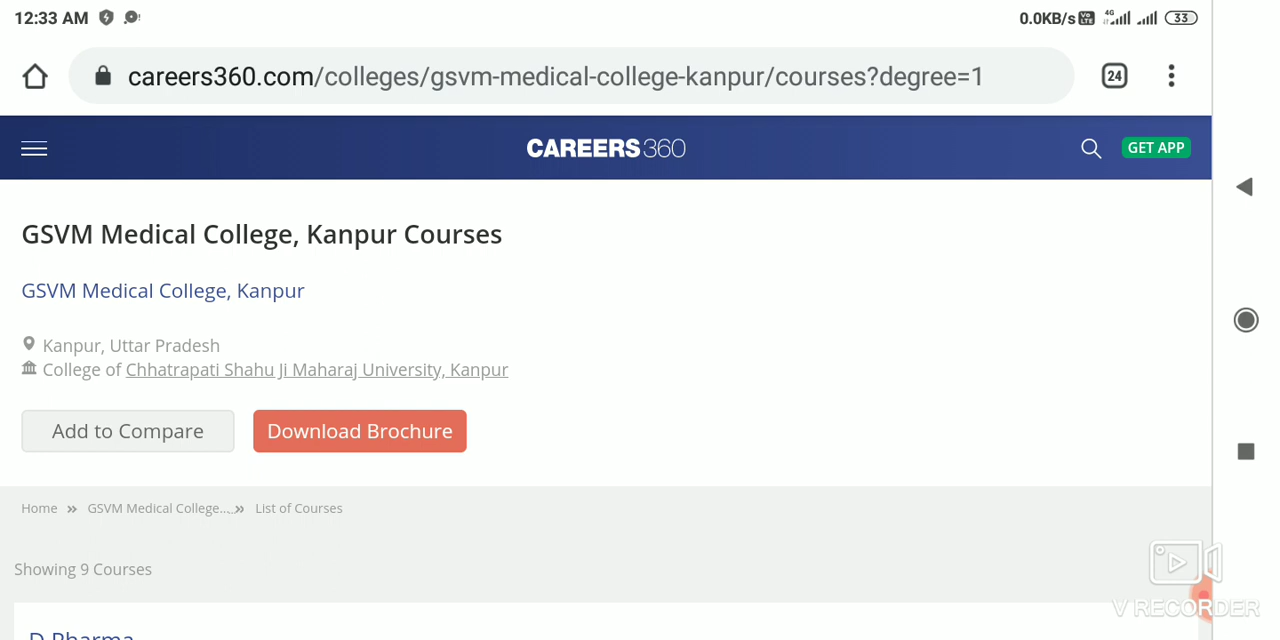 12:33 AM
0.0KB/s VoLTE 4G 33
careers360.com/colleges/gsvm-medical-college-kanpur/courses?degree=1
24
CAREERS360
GET APP
GSVM Medical College, Kanpur Courses
GSVM Medical College, Kanpur
Kanpur, Uttar Pradesh
College of Chhatrapati Shahu Ji Maharaj University, Kanpur
Add to Compare
Download Brochure
Home » GSVM Medical College... » List of Courses
Showing 9 Courses
V RECORDER
D Pharma